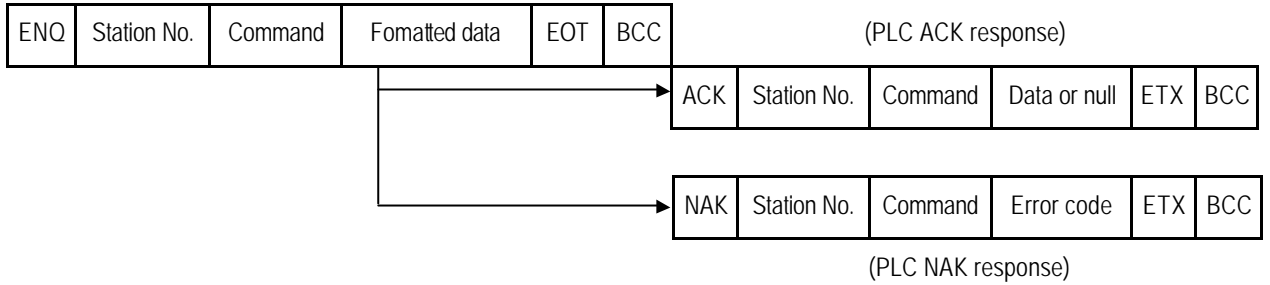 ENQ Station No. Command Fomatted data EOT BCC (PLC ACK response)
ACK Station No. Command Data or null ETX BCC
NAK Station No. Command Error code ETX BCC
(PLC NAK response)